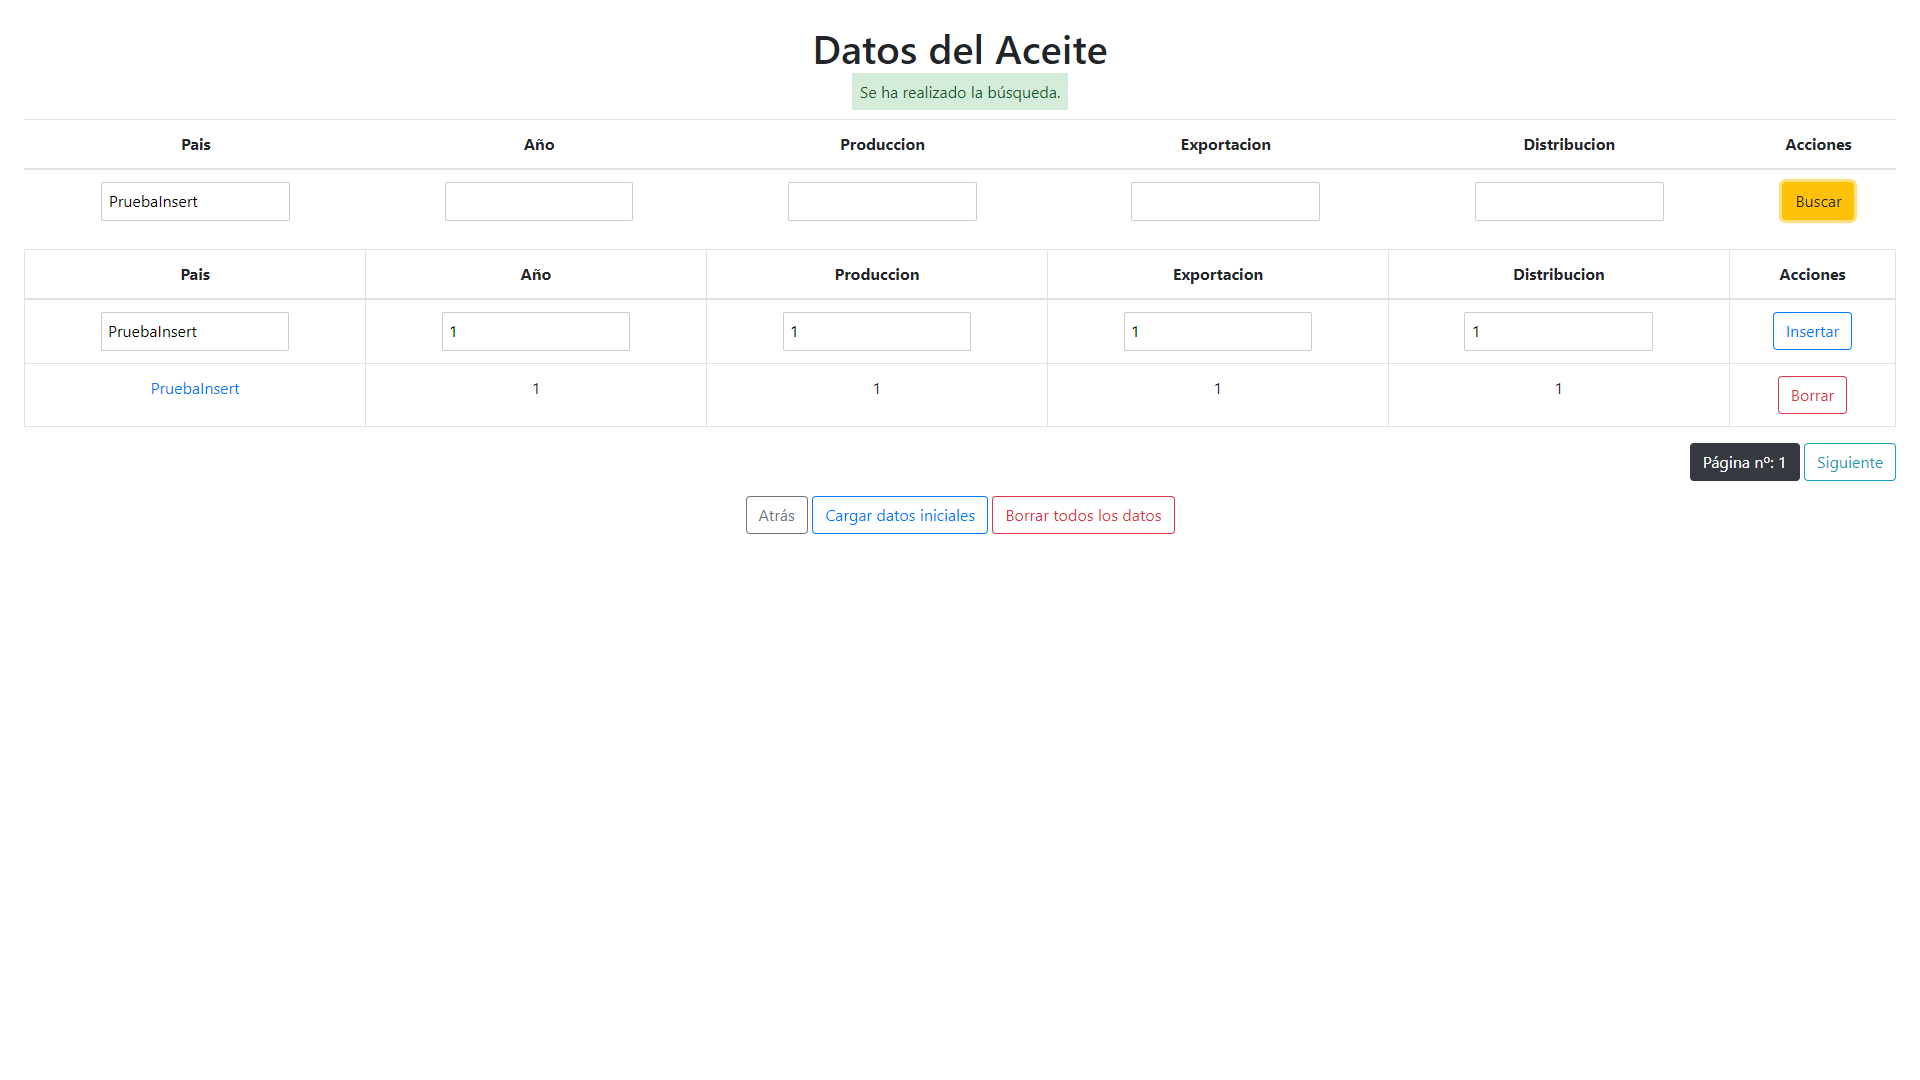 Datos del Aceite
Se ha realizado la búsqueda.
Pais Año Produccion Exportacion Distribucion Acciones
PruebaInsert Buscar
Pais Año Produccion Exportacion Distribucion Acciones
PruebaInsert 1 1 1 1 Insertar
PruebaInsert 1 1 1 1 Borrar
Página nº: 1 Siguiente
Atrás Cargar datos iniciales Borrar todos los datos